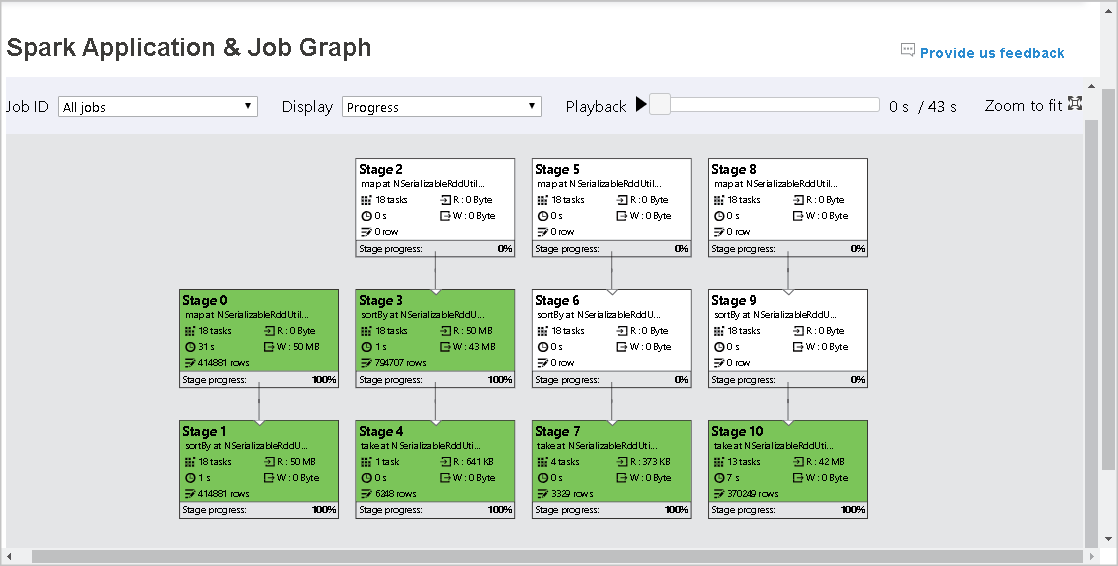 Spark Application & Job Graph
Provide us feedback
Job ID All jobs Display Progress Playback 0 s / 43 s Zoom to fit
Stage 2
map at NSerializableRddUtil...
18 tasks R : 0 Byte
0 s W : 0 Byte
0 row
Stage progress: 0%
Stage 5
map at NSerializableRddUtil...
18 tasks R : 0 Byte
0 s W : 0 Byte
0 row
Stage progress: 0%
Stage 8
map at NSerializableRddUtil...
18 tasks R : 0 Byte
0 s W : 0 Byte
0 row
Stage progress: 0%
Stage 0
map at NSerializableRddUtil...
18 tasks R : 0 Byte
31 s W : 50 MB
414881 rows
Stage progress: 100%
Stage 3
sortBy at NSerializableRddU...
18 tasks R : 50 MB
1 s W : 43 MB
794707 rows
Stage progress: 100%
Stage 6
sortBy at NSerializableRddU...
18 tasks R : 0 Byte
0 s W : 0 Byte
0 row
Stage progress: 0%
Stage 9
sortBy at NSerializableRddU...
18 tasks R : 0 Byte
0 s W : 0 Byte
0 row
Stage progress: 0%
Stage 1
sortBy at NSerializableRddU...
18 tasks R : 50 MB
1 s W : 0 Byte
414881 rows
Stage progress: 100%
Stage 4
take at NSerializableRddUti...
1 task R : 641 KB
0 s W : 0 Byte
6248 rows
Stage progress: 100%
Stage 7
take at NSerializableRddUti...
4 tasks R : 373 KB
0 s W : 0 Byte
3329 rows
Stage progress: 100%
Stage 10
take at NSerializableRddUti...
13 tasks R : 42 MB
7 s W : 0 Byte
370249 rows
Stage progress: 100%